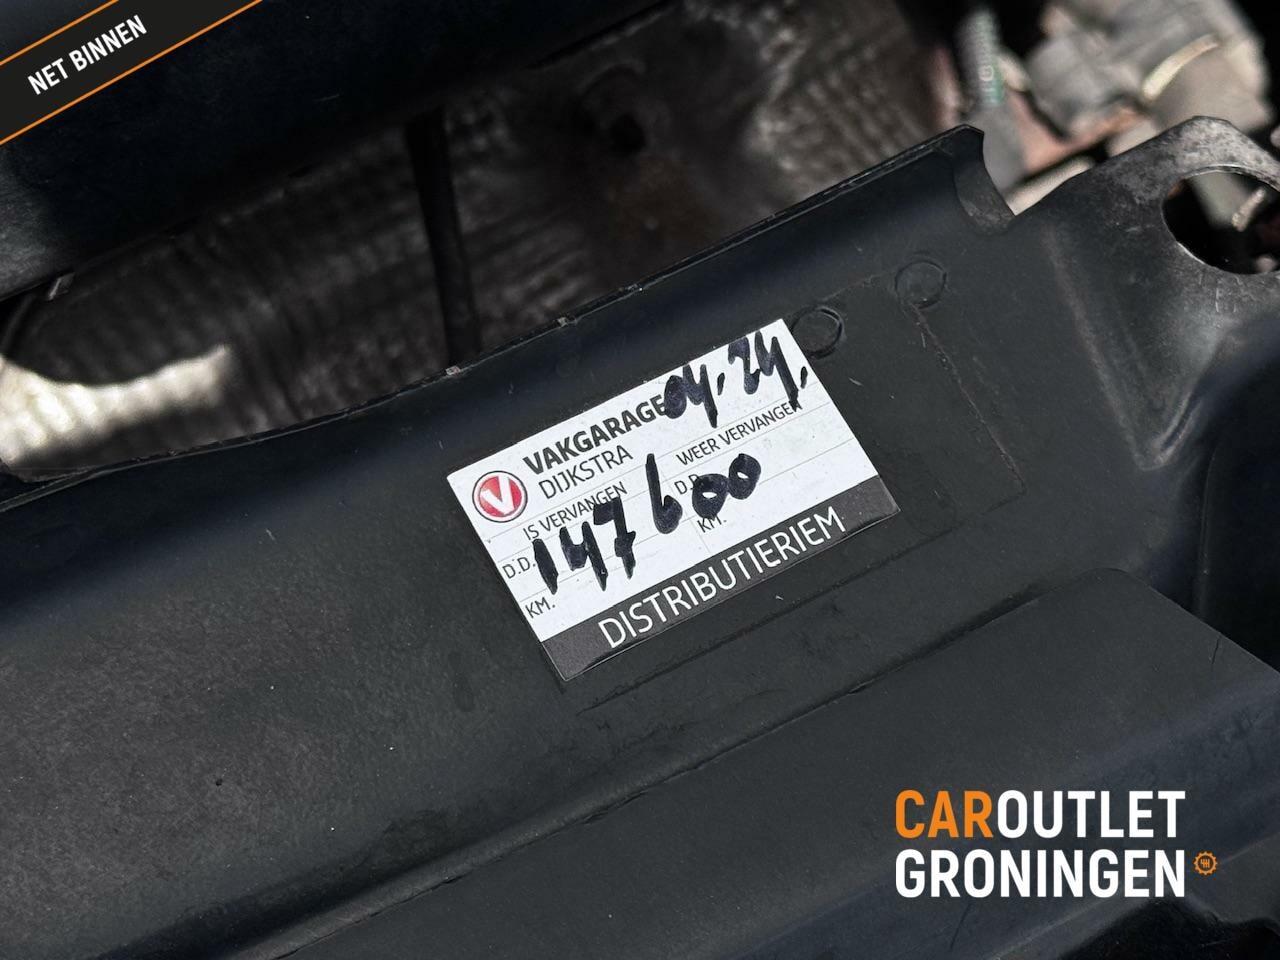 NET BINNEN
VAKGARAGE 04.24.
DIJKSTRA
IS VERVANGEN WEER VERVANGEN
D.D. 147600 D.D.
KM. KM.
DISTRIBUTIERIEM
CAROUTLET
GRONINGEN